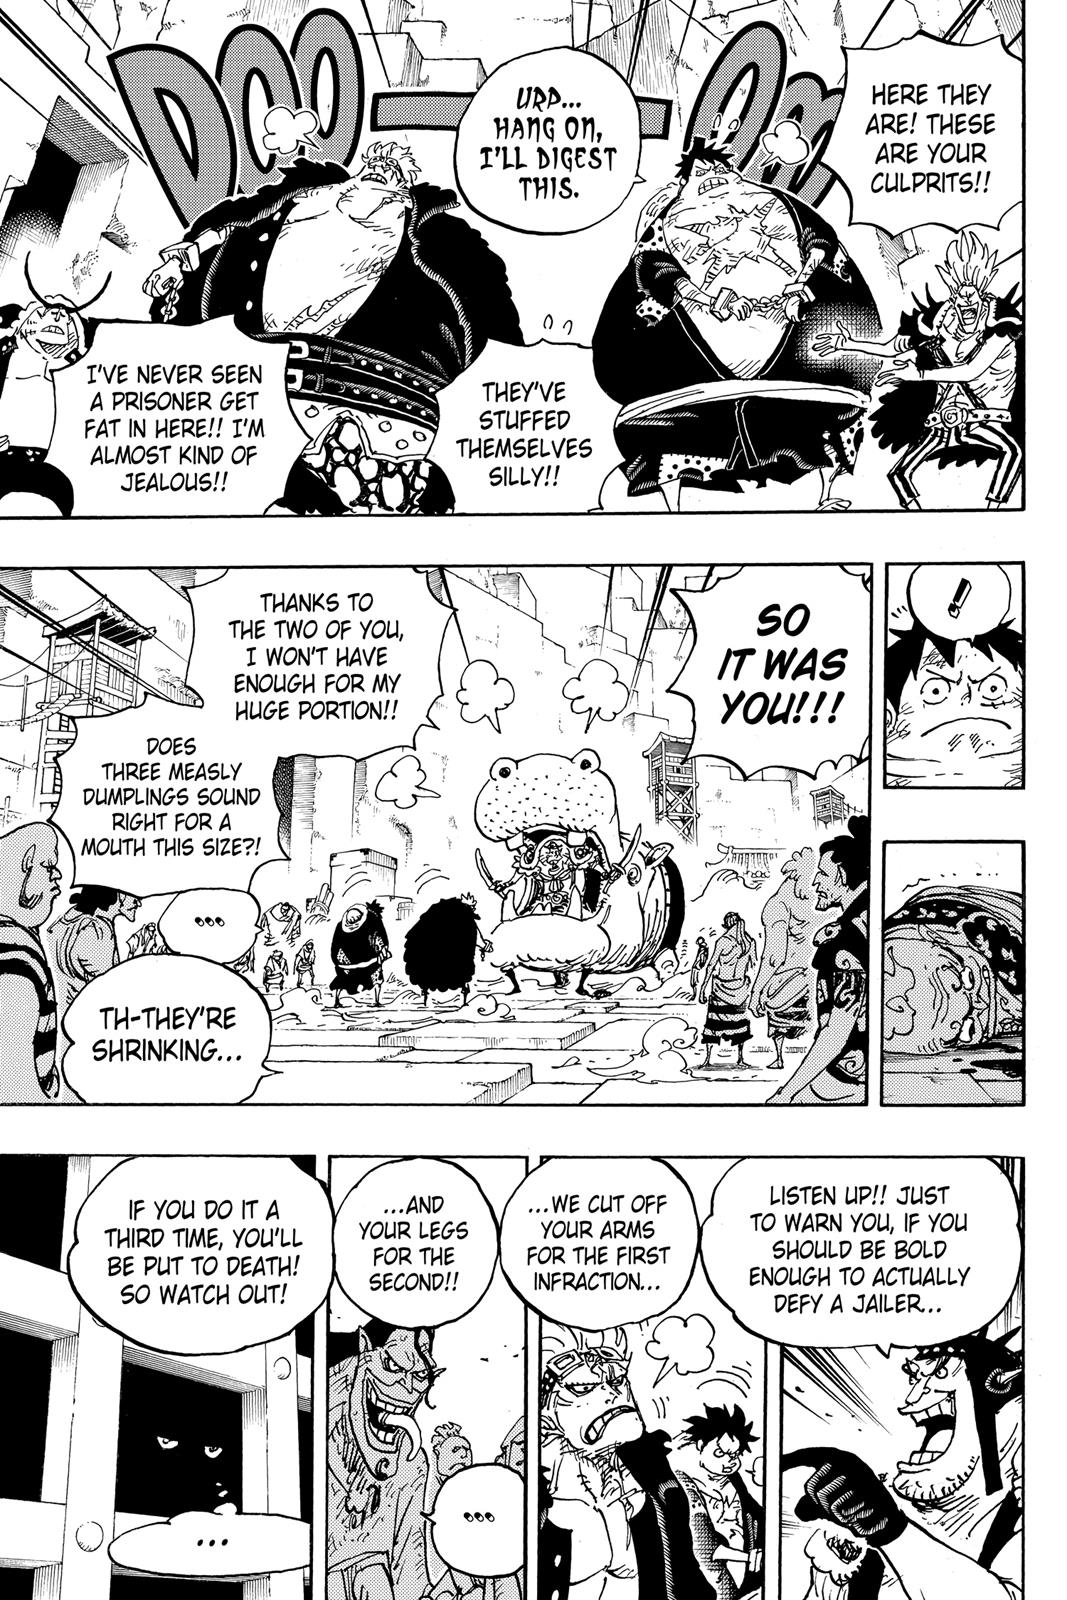 HERE THEY
ARE! THESE
ARE YOUR
CULPRITS!!
DOO—OM
URP...
HANG ON,
I'LL DIGEST
THIS.
THEY'VE
STUFFED
THEMSELVES
SILLY!!
I'VE NEVER SEEN
A PRISONER GET
FAT IN HERE!! I'M
ALMOST KIND OF
JEALOUS!!
!
SO
IT WAS
YOU!!!
THANKS TO
THE TWO OF YOU,
I WON'T HAVE
ENOUGH FOR MY
HUGE PORTION!!
DOES
THREE MEASLY
DUMPLINGS SOUND
RIGHT FOR A
MOUTH THIS SIZE?!
...
TH-THEY'RE
SHRINKING...
LISTEN UP!! JUST
TO WARN YOU, IF YOU
SHOULD BE BOLD
ENOUGH TO ACTUALLY
DEFY A JAILER...
...WE CUT OFF
YOUR ARMS
FOR THE FIRST
INFRACTION...
...AND
YOUR LEGS
FOR THE
SECOND!!
...
IF YOU DO IT A
THIRD TIME, YOU'LL
BE PUT TO DEATH!
SO WATCH OUT!
...